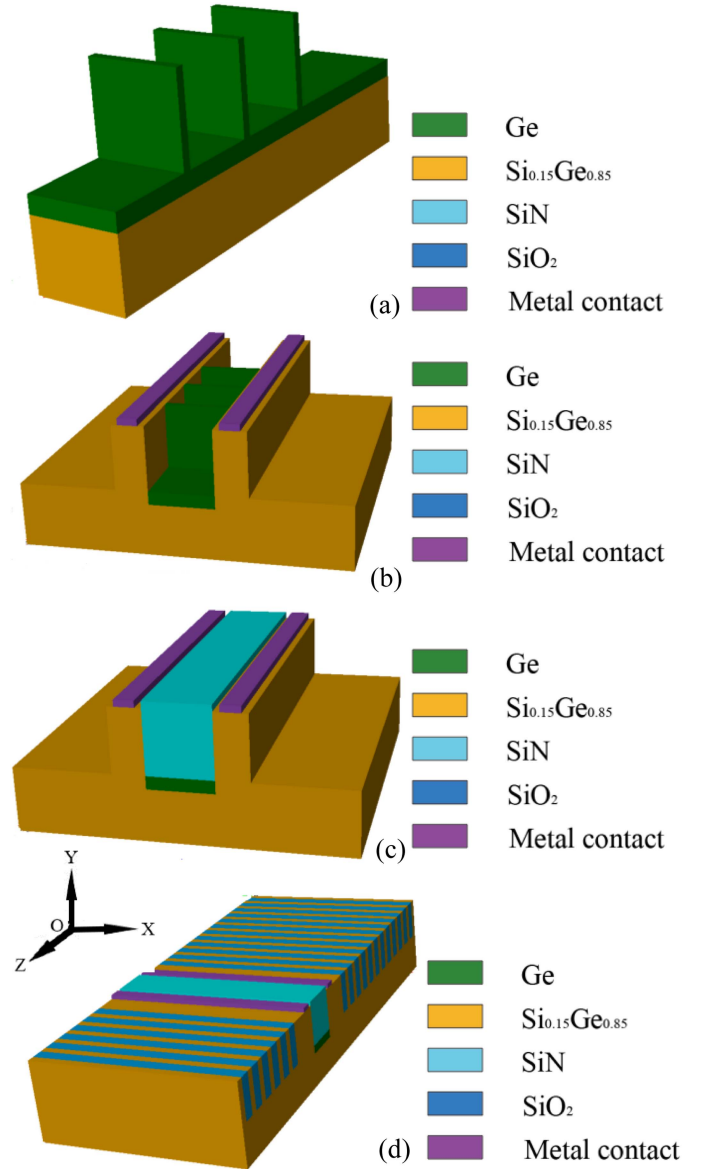 Ge
Si₀.₁₅Ge₀.₈₅
SiN
SiO₂
(a)
Metal contact
Ge
Si₀.₁₅Ge₀.₈₅
SiN
SiO₂
Metal contact
(b)
Ge
Si₀.₁₅Ge₀.₈₅
SiN
SiO₂
Metal contact
(c)
Y
O
X
Z
Ge
Si₀.₁₅Ge₀.₈₅
SiN
SiO₂
(d)
Metal contact